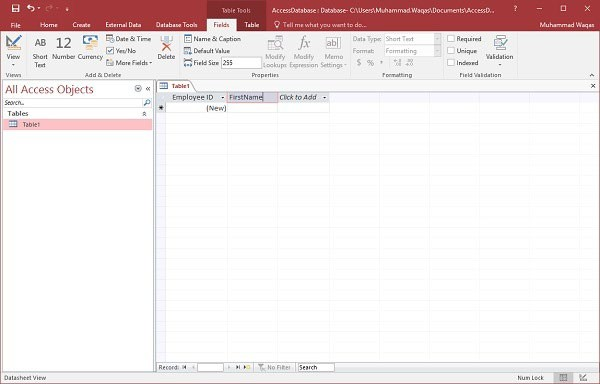 Table Tools
AccessDatabase : Database- C:\Users\Muhammad.Waqas\Documents\AccessD...
?
File
Home
Create
External Data
Database Tools
Fields
Table
Tell me what you want to do...
Muhammad Waqas
View
Views
AB
Short Text
12
Number
Currency
Date & Time
Yes/No
More Fields
Add & Delete
Delete
Name & Caption
Default Value
Field Size 255
Modify Lookups
fx
Modify Expression
ab
Memo Settings
Properties
Data Type: Short Text
Format: Formatting
$ % ,
Formatting
Required
Unique
Indexed
Field Validation
All Access Objects
Search...
Tables
Table1
Table1
Employee ID FirstName Click to Add
(New)
Record:
No Filter
Search
Datasheet View
Num Lock